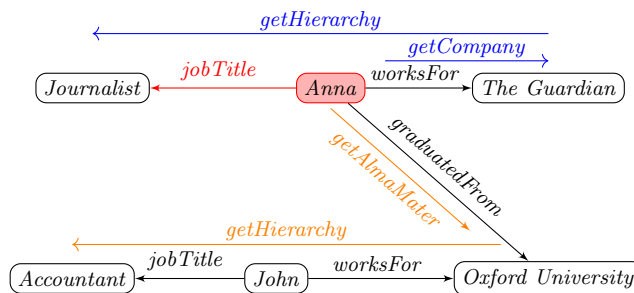 getHierarchy
getCompany
jobTitle
worksFor
Journalist
Anna
The Guardian
graduatedFrom
getAlmaMater
getHierarchy
jobTitle
worksFor
Accountant
John
Oxford University